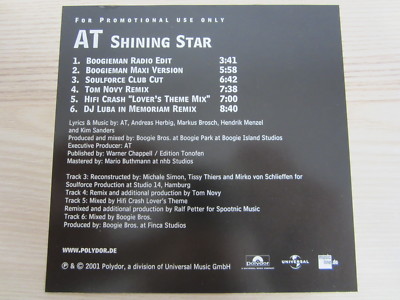 FOR PROMOTIONAL USE ONLY
AT SHINING STAR
1. BOOGIEMAN RADIO EDIT 3:41
2. BOOGIEMAN MAXI VERSION 5:58
3. SOULFORCE CLUB CUT 6:42
4. TOM NOVY REMIX 7:38
5. HIFI CRASH "LOVER'S THEME MIX" 7:00
6. DJ LUBA IN MEMORIAM REMIX 8:40
Lyrics & Music by: AT, Andreas Herbig, Markus Brosch, Hendrik Menzel
and Kim Sanders
Produced and mixed by: Boogie Bros. at Boogie Park at Boogie Island Studios
Executive Producer: AT
Published by: Warner Chappell / Edition Tonofen
Mastered by: Mario Buthmann at nhb Studios
Track 3: Reconstructed by: Michale Simon, Tissy Thiers and Mirko von Schlieffen for
Soulforce Production at Studio 14, Hamburg
Track 4: Remix and additional production by Tom Novy
Track 5: Mixed by Hifi Crash Lover's Theme
Remixed and additional production by Ralf Petter for Spootnic Music
Track 6: Mixed by Boogie Bros.
Produced by: Boogie Bros. at Finca Studios
WWW.POLYDOR.DE
Polydor
UNIVERSAL
℗ & © 2001 Polydor, a division of Universal Music GmbH